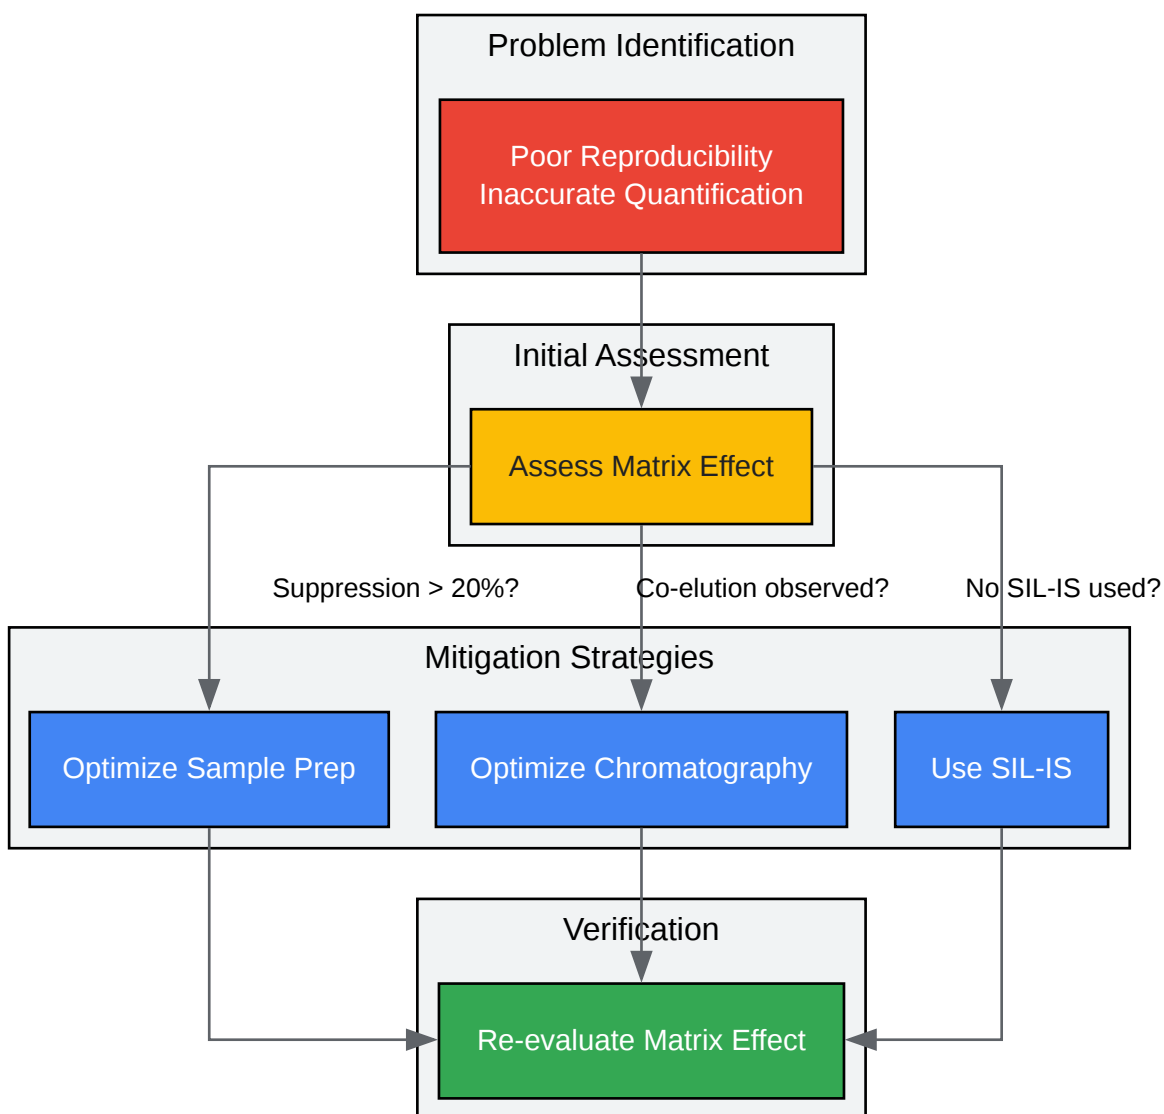 Problem Identification
Poor Reproducibility
Inaccurate Quantification
Initial Assessment
Assess Matrix Effect
Suppression > 20%?
Co-elution observed?
No SIL-IS used?
Mitigation Strategies
Optimize Sample Prep
Optimize Chromatography
Use SIL-IS
Verification
Re-evaluate Matrix Effect